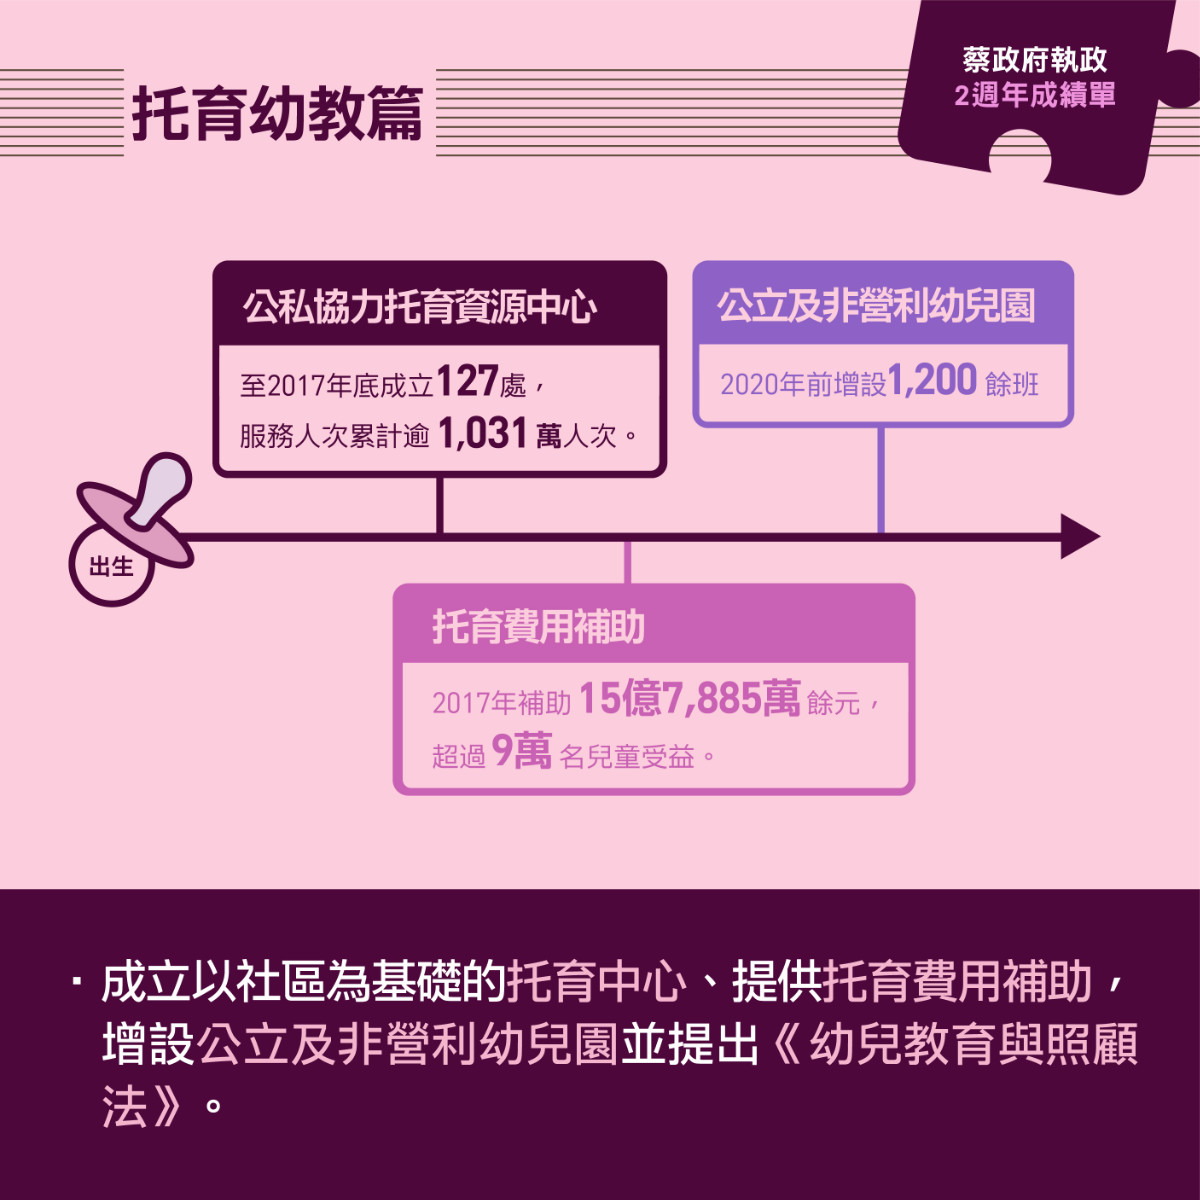 托育幼教篇
蔡政府執政
2週年成績單
公私協力托育資源中心
至2017年底成立127處，
服務人次累計逾 1,031 萬人次。
公立及非營利幼兒園
2020年前增設1,200 餘班
出生
托育費用補助
2017年補助 15億7,885萬 餘元，
超過 9萬 名兒童受益。
·成立以社區為基礎的托育中心、提供托育費用補助，
增設公立及非營利幼兒園並提出《幼兒教育與照顧
法》。